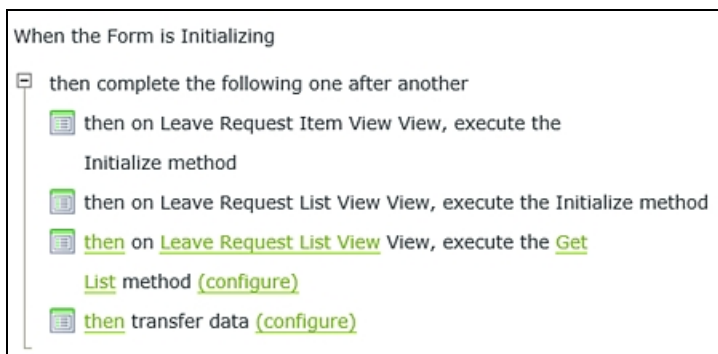 When the Form is Initializing
then complete the following one after another
then on Leave Request Item View View, execute the
Initialize method
then on Leave Request List View View, execute the Initialize method
then on Leave Request List View View, execute the Get
List method (configure)
then transfer data (configure)